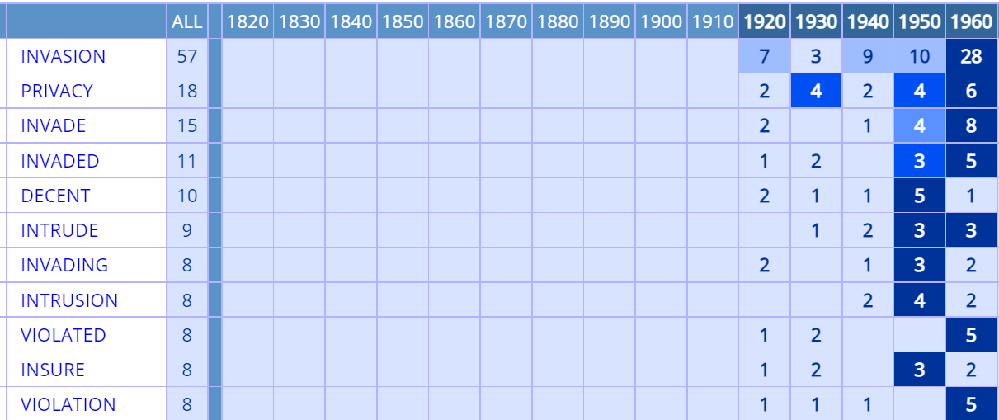 ALL 1820 1830 1840 1850 1860 1870 1880 1890 1900 1910 1920 1930 1940 1950 1960
INVASION 57 7 3 9 10 28
PRIVACY 18 2 4 2 4 6
INVADE 15 2 1 4 8
INVADED 11 1 2 3 5
DECENT 10 2 1 1 5 1
INTRUDE 9 1 2 3 3
INVADING 8 2 1 3 2
INTRUSION 8 2 4 2
VIOLATED 8 1 2 5
INSURE 8 1 2 3 2
VIOLATION 8 1 1 1 5